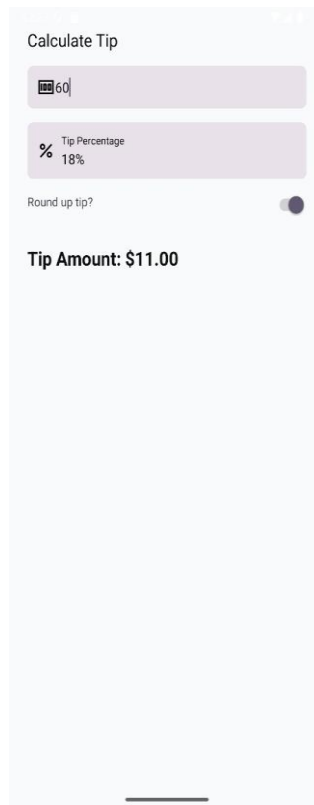 Calculate Tip
60
Tip Percentage
18%
Round up tip?
Tip Amount: $11.00